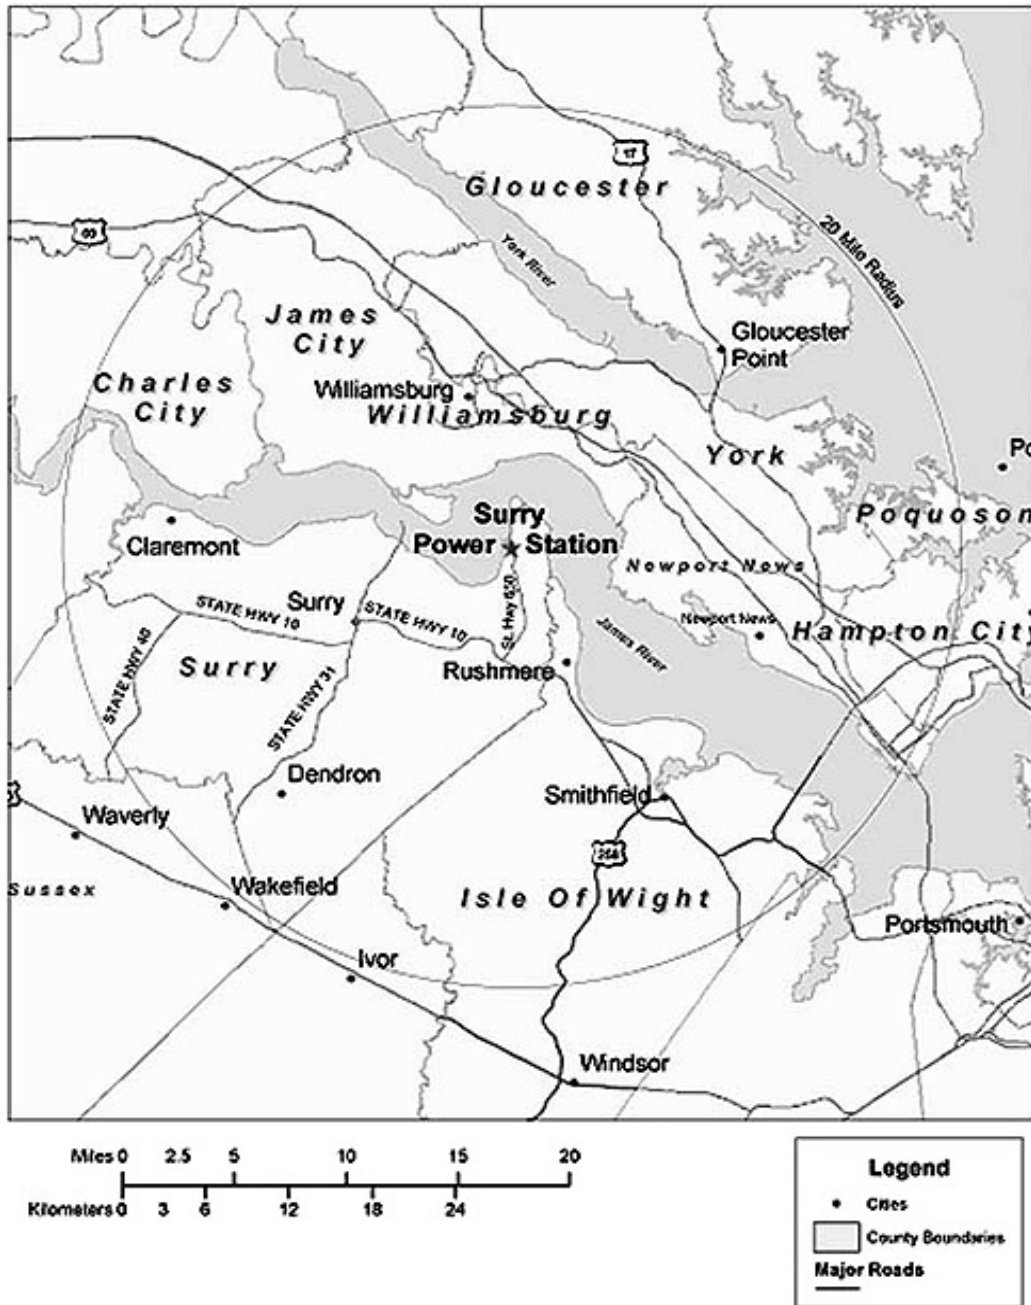 17
Gloucester
60
York River
20 Mile Radius
James
City
Gloucester
Point
Charles
City
Williamsburg
Williamsburg
York
Po
Poquoson
Surry
Power Station
Claremont
Newport News
STATE HWY 10
Surry
STATE HWY 10
St. Hwy 650
James River
Newport News
Hampton City
STATE HWY 40
Surry
STATE HWY 31
Rushmere
Dendron
Smithfield
Waverly
258
Sussex
Wakefield
Isle Of Wight
Portsmouth
Ivor
Windsor
Miles 0 2.5 5 10 15 20
Kilometers 0 3 6 12 18 24
Legend
Cities
County Boundaries
Major Roads